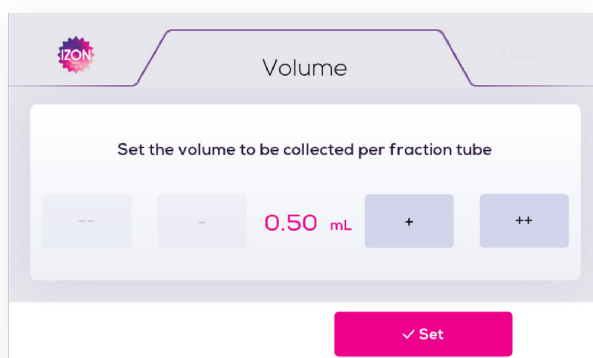 IZON
Volume
Set the volume to be collected per fraction tube
-- - 0.50 mL + ++
✓ Set